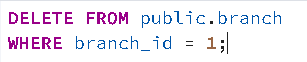 DELETE FROM public.branch
WHERE branch_id = 1;